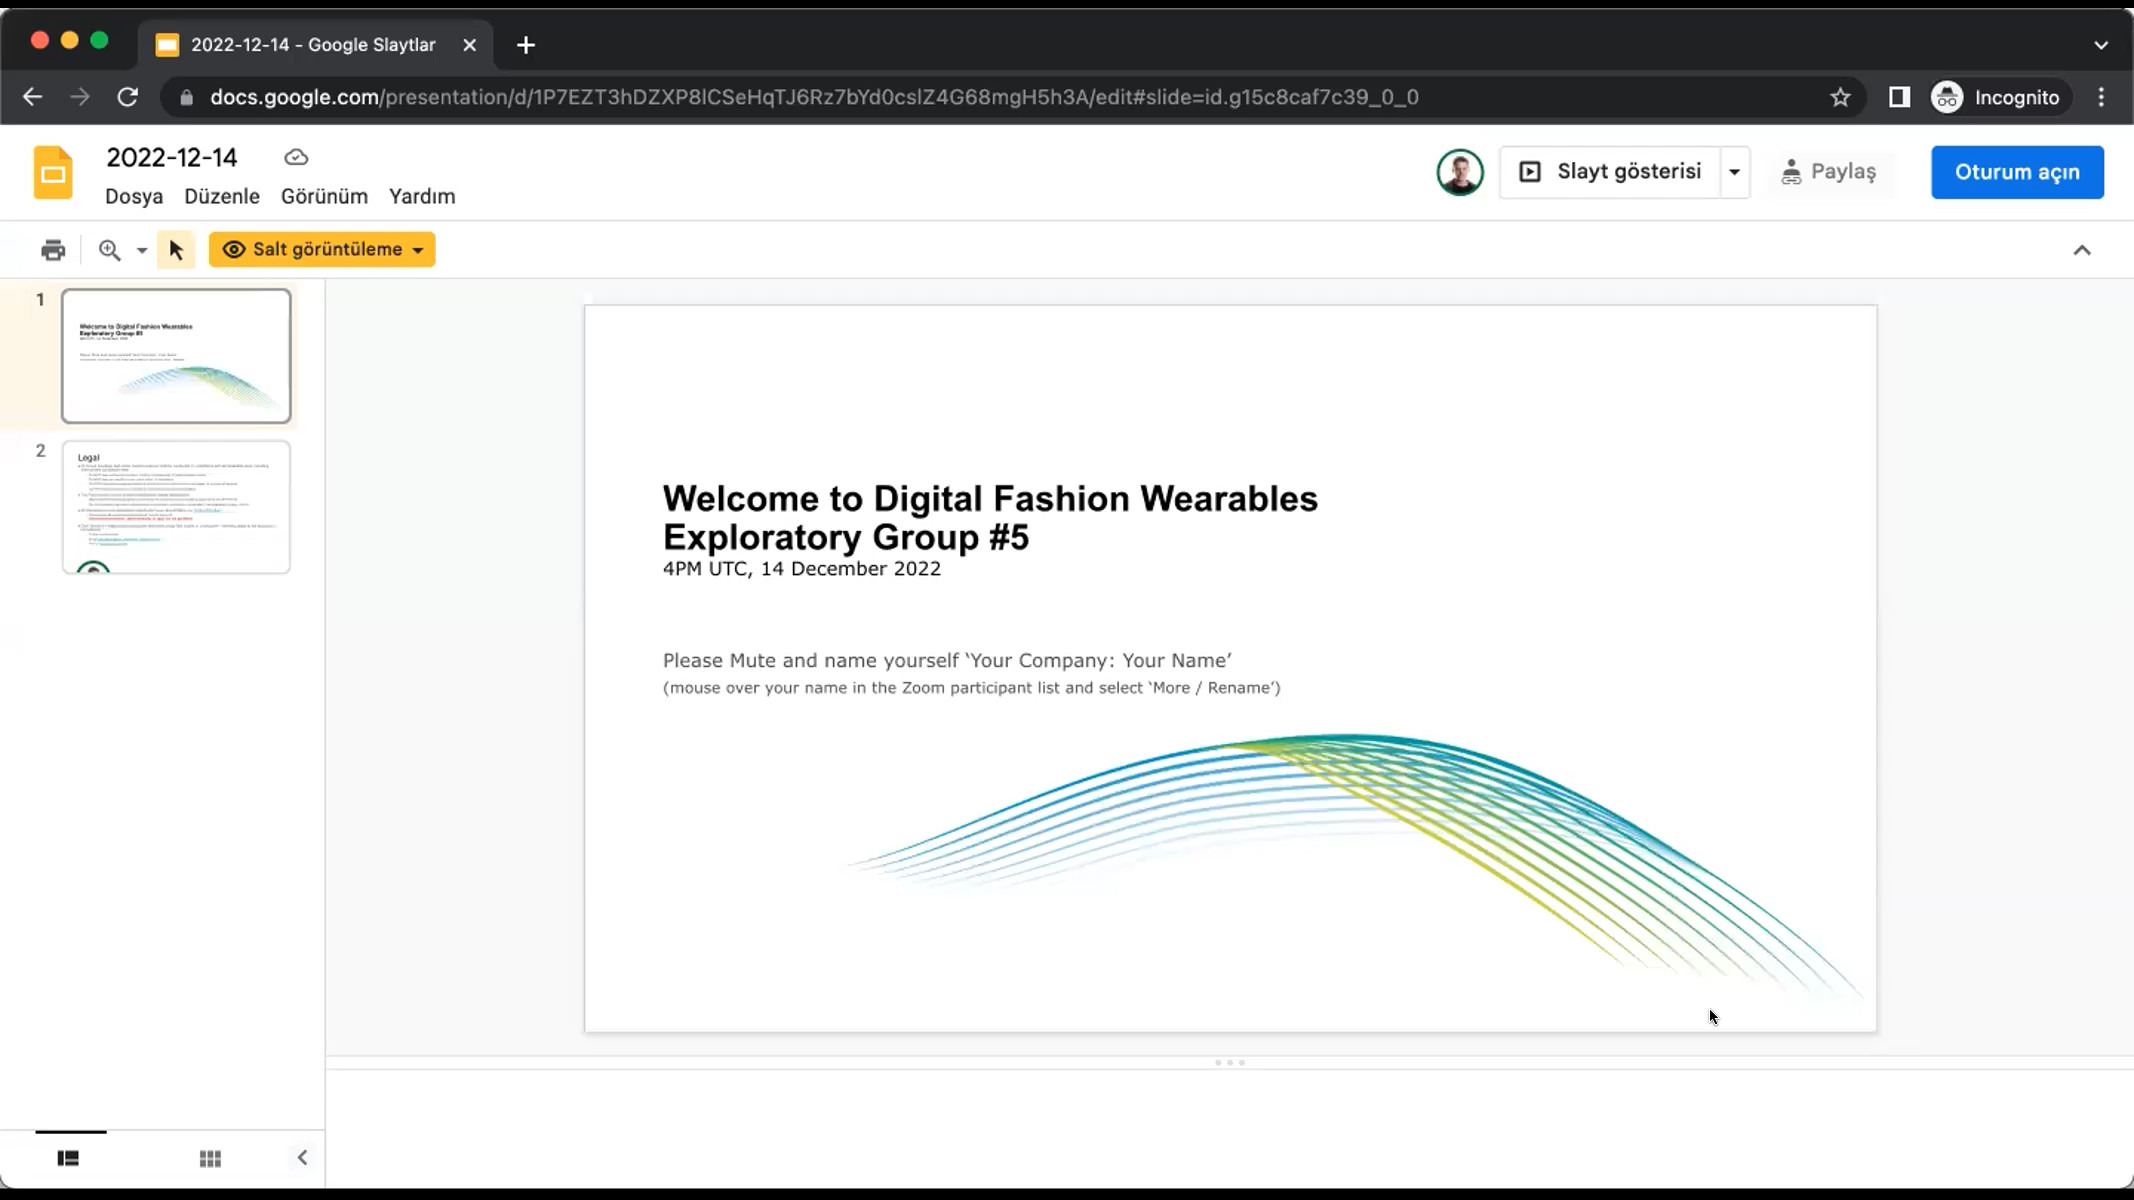 2022-12-14 - Google Slaytlar
docs.google.com/presentation/d/1P7EZT3hDZXP8lCSeHqTJ6Rz7bYd0cslZ4G68mgH5h3A/edit#slide=id.g15c8caf7c39_0_0
Incognito
2022-12-14
Dosya Düzenle Görünüm Yardım
Slayt gösterisi
Paylaş
Oturum açın
Salt görüntüleme
1
Welcome to Digital Fashion Wearables
Exploratory Group #5
2
Legal
Welcome to Digital Fashion Wearables
Exploratory Group #5
4PM UTC, 14 December 2022
Please Mute and name yourself ‘Your Company: Your Name’
(mouse over your name in the Zoom participant list and select ‘More / Rename’)